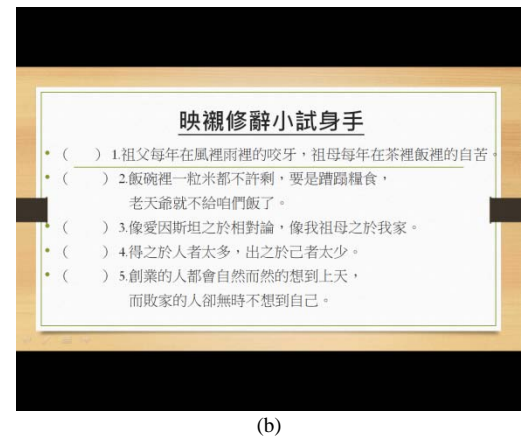 映襯修辭小試身手
• (　　) 1.祖父每年在風裡雨裡的咬牙，祖母每年在茶裡飯裡的自苦。
• (　　) 2.飯碗裡一粒米都不許剩，要是蹧蹋糧食，
老天爺就不給咱們飯了。
• (　　) 3.像愛因斯坦之於相對論，像我祖母之於我家。
• (　　) 4.得之於人者太多，出之於己者太少。
• (　　) 5.創業的人都會自然而然的想到上天，
而敗家的人卻無時不想到自己。
(b)